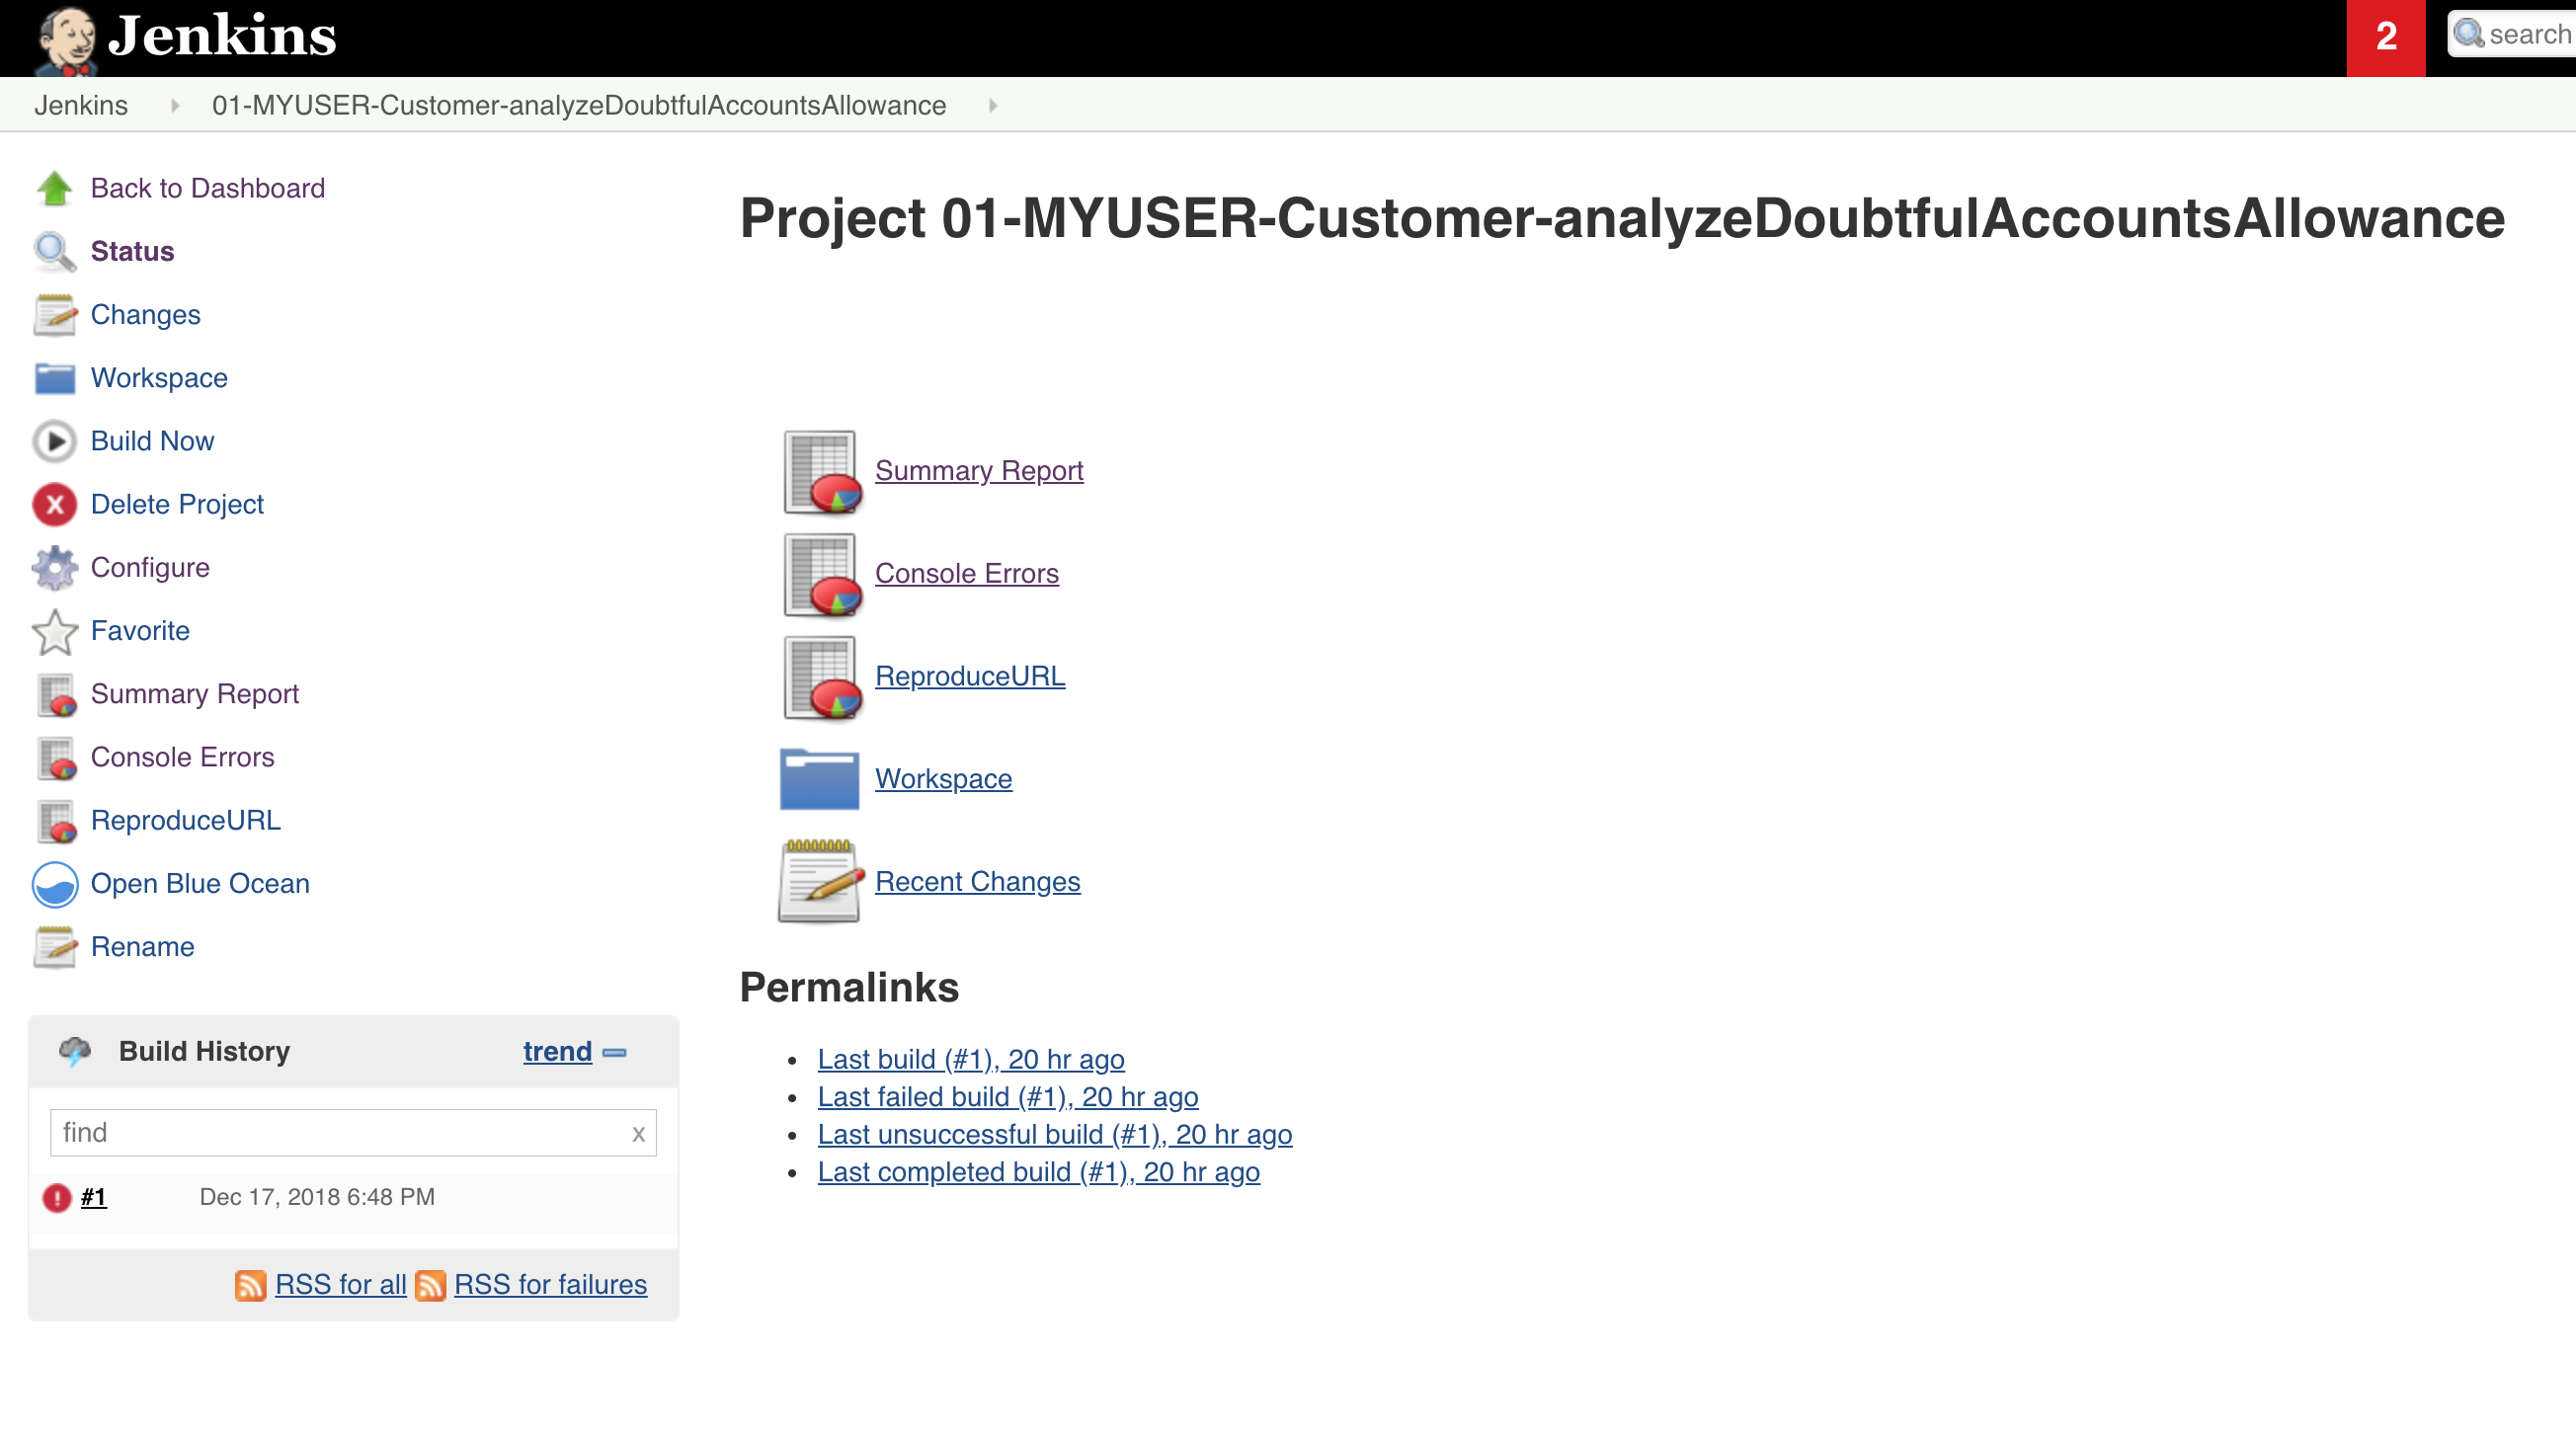 Jenkins
2
search
Jenkins
01-MYUSER-Customer-analyzeDoubtfulAccountsAllowance
Back to Dashboard
Status
Changes
Workspace
Build Now
Delete Project
Configure
Favorite
Summary Report
Console Errors
ReproduceURL
Open Blue Ocean
Rename
Build History
trend
find
x
#1
Dec 17, 2018 6:48 PM
RSS for all
RSS for failures
Project 01-MYUSER-Customer-analyzeDoubtfulAccountsAllowance
Summary Report
Console Errors
ReproduceURL
Workspace
Recent Changes
Permalinks
Last build (#1), 20 hr ago
Last failed build (#1), 20 hr ago
Last unsuccessful build (#1), 20 hr ago
Last completed build (#1), 20 hr ago